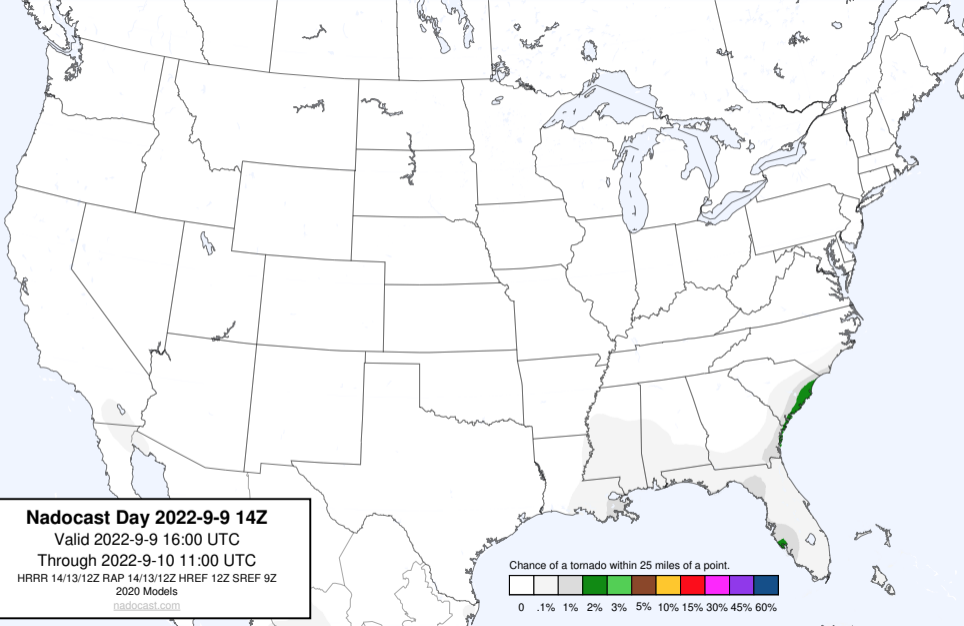 Nadocast Day 2022-9-9 14Z
Valid 2022-9-9 16:00 UTC
Through 2022-9-10 11:00 UTC
HRRR 14/13/12Z RAP 14/13/12Z HREF 12Z SREF 9Z
2020 Models
nadocast.com
Chance of a tornado within 25 miles of a point.
0 .1% 1% 2% 3% 5% 10% 15% 30% 45% 60%